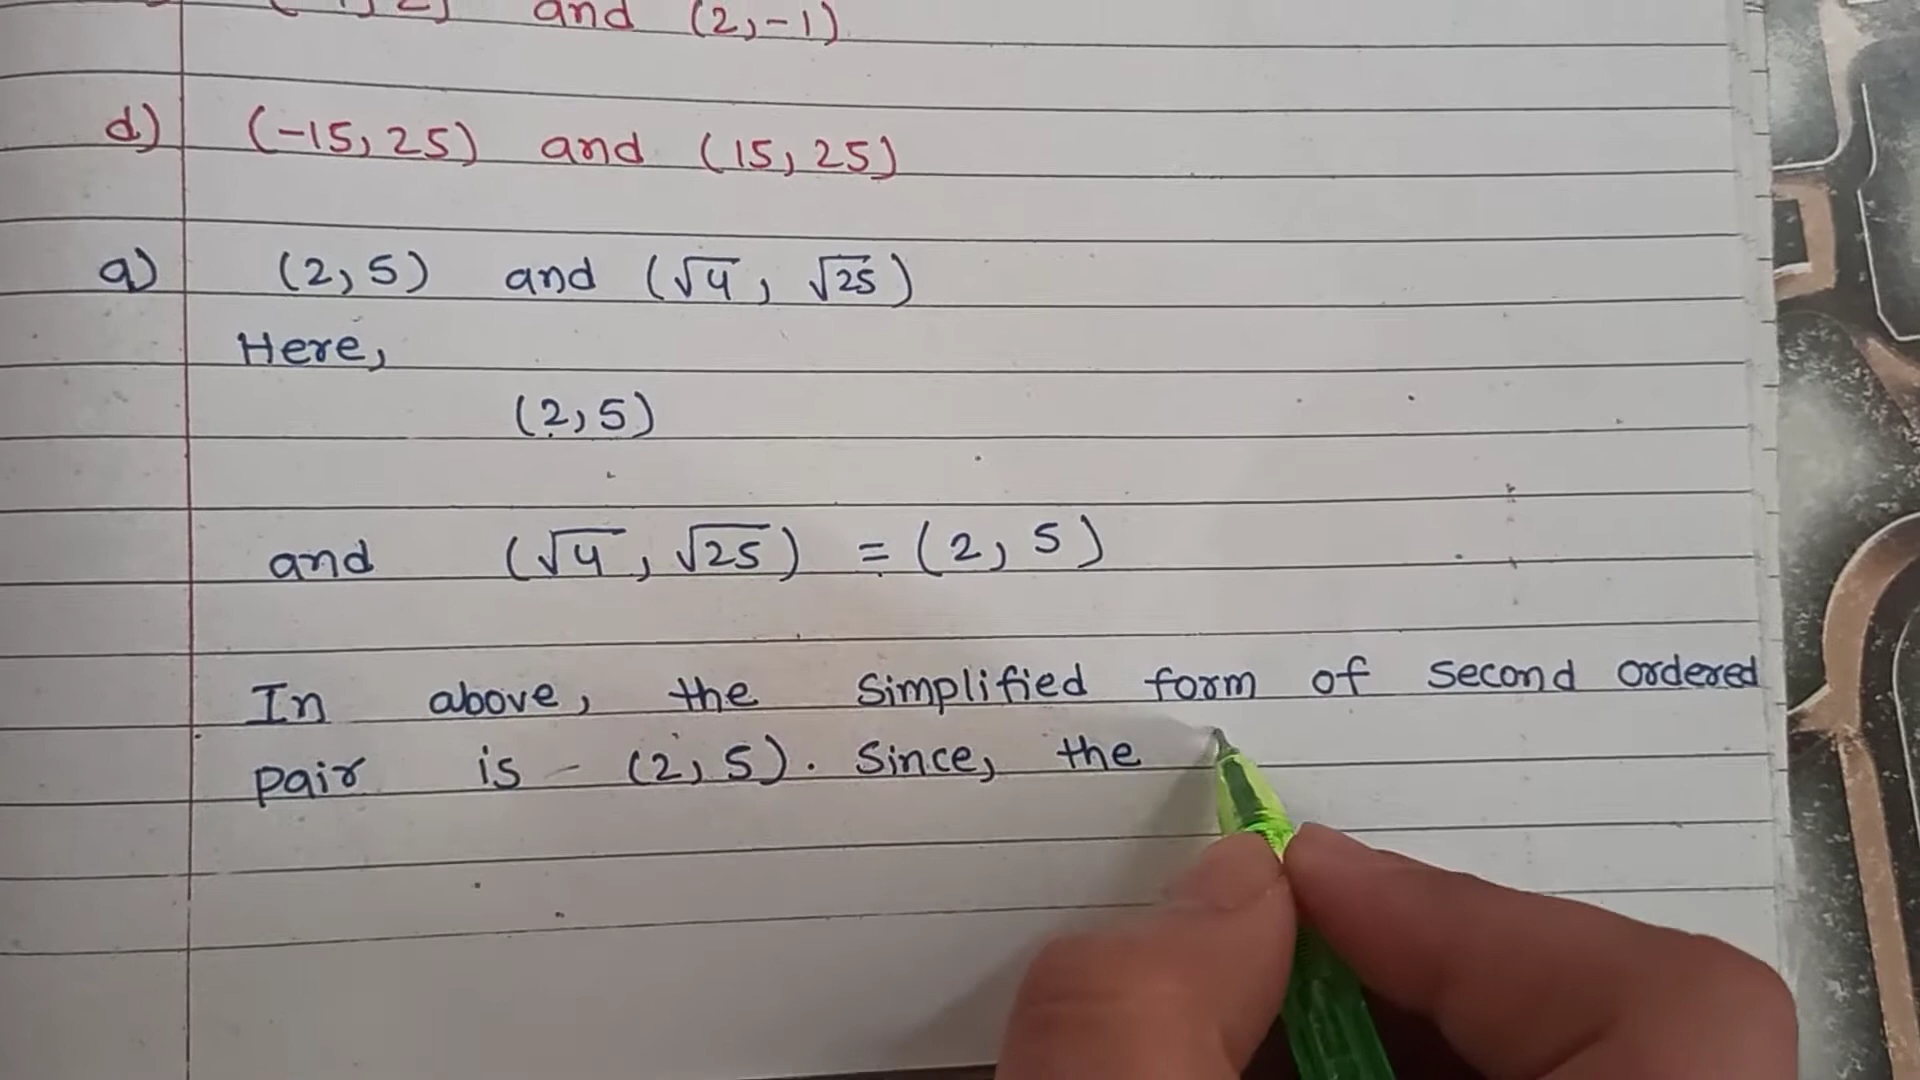 and (2,-1)
d) (-15, 25) and (15, 25)
a) (2, 5) and (√4, √25)
Here,
(2, 5)
and (√4, √25) = (2, 5)
In above, the simplified form of second ordered
pair is - (2, 5). Since, the